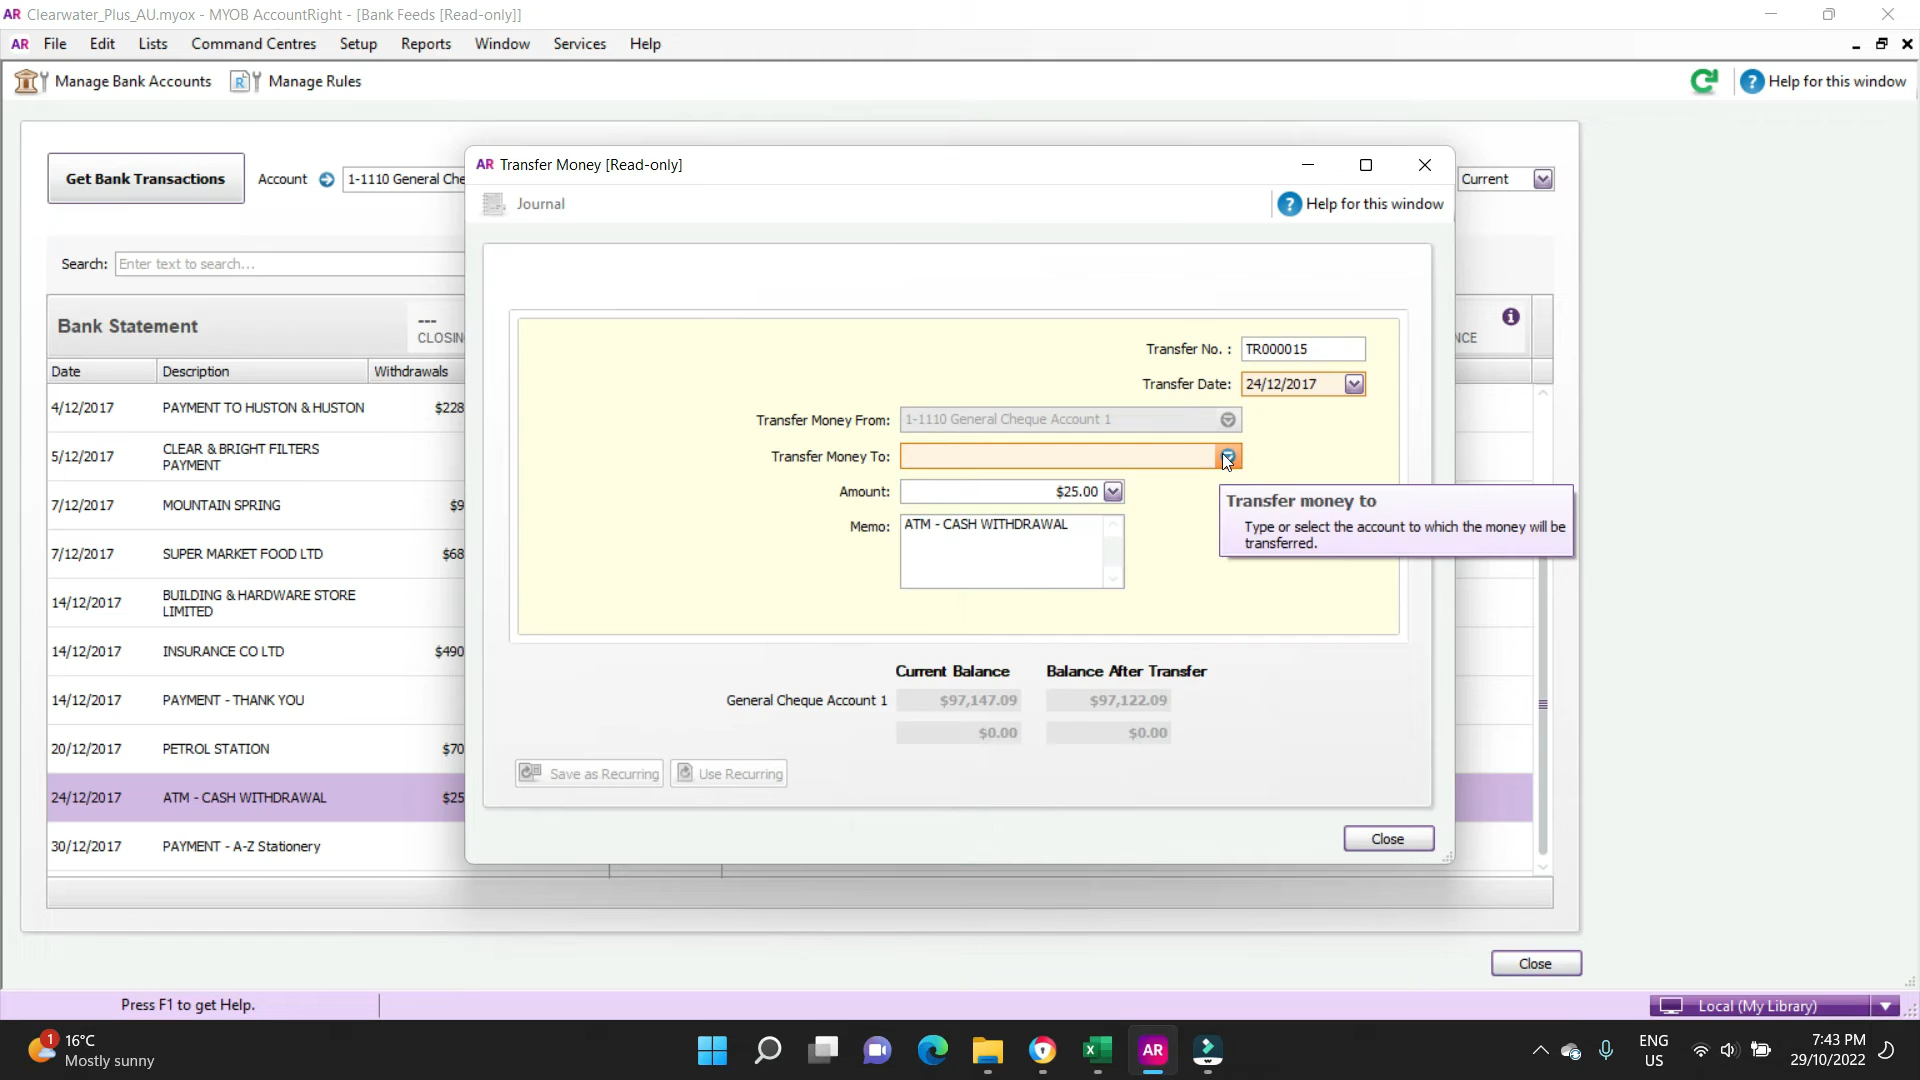 AR Clearwater_Plus_AU.myox - MYOB AccountRight - [Bank Feeds [Read-only]]
AR File Edit Lists Command Centres Setup Reports Window Services Help
Manage Bank Accounts R Manage Rules ? Help for this window
Get Bank Transactions Account 1-1110 General Che Current
AR Transfer Money [Read-only]
Journal ? Help for this window
Search: Enter text to search...
Bank Statement --- CLOSIN NCE i
Date Description Withdrawals
4/12/2017 PAYMENT TO HUSTON & HUSTON $228
5/12/2017 CLEAR & BRIGHT FILTERS
PAYMENT
7/12/2017 MOUNTAIN SPRING $9
7/12/2017 SUPER MARKET FOOD LTD $68
14/12/2017 BUILDING & HARDWARE STORE
LIMITED
14/12/2017 INSURANCE CO LTD $490
14/12/2017 PAYMENT - THANK YOU
20/12/2017 PETROL STATION $70
24/12/2017 ATM - CASH WITHDRAWAL $25
30/12/2017 PAYMENT - A-Z Stationery
Transfer No. : TR000015
Transfer Date: 24/12/2017
Transfer Money From: 1-1110 General Cheque Account 1
Transfer Money To:
Amount: $25.00
Memo: ATM - CASH WITHDRAWAL
Transfer money to
Type or select the account to which the money will be
transferred.
Current Balance Balance After Transfer
General Cheque Account 1 $97,147.09 $97,122.09
$0.00 $0.00
Save as Recurring Use Recurring
Close
Close
Press F1 to get Help. Local (My Library)
1 16°C
Mostly sunny
AR
ENG
US
7:43 PM
29/10/2022